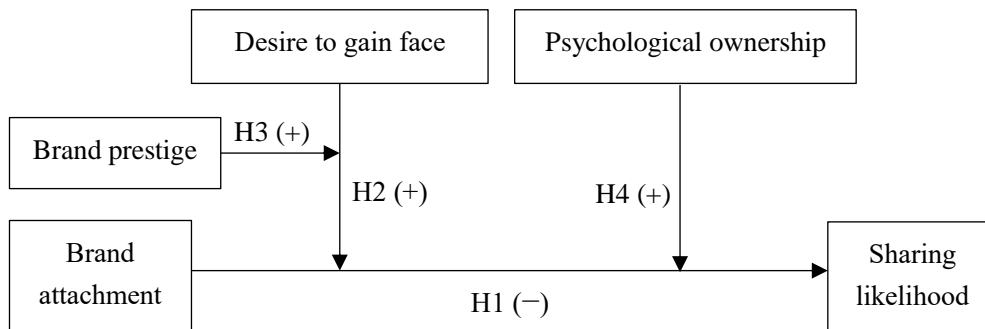 Desire to gain face
Psychological ownership
H3 (+)
Brand prestige
H2 (+)
H4 (+)
Brand
attachment
Sharing
likelihood
H1 (−)